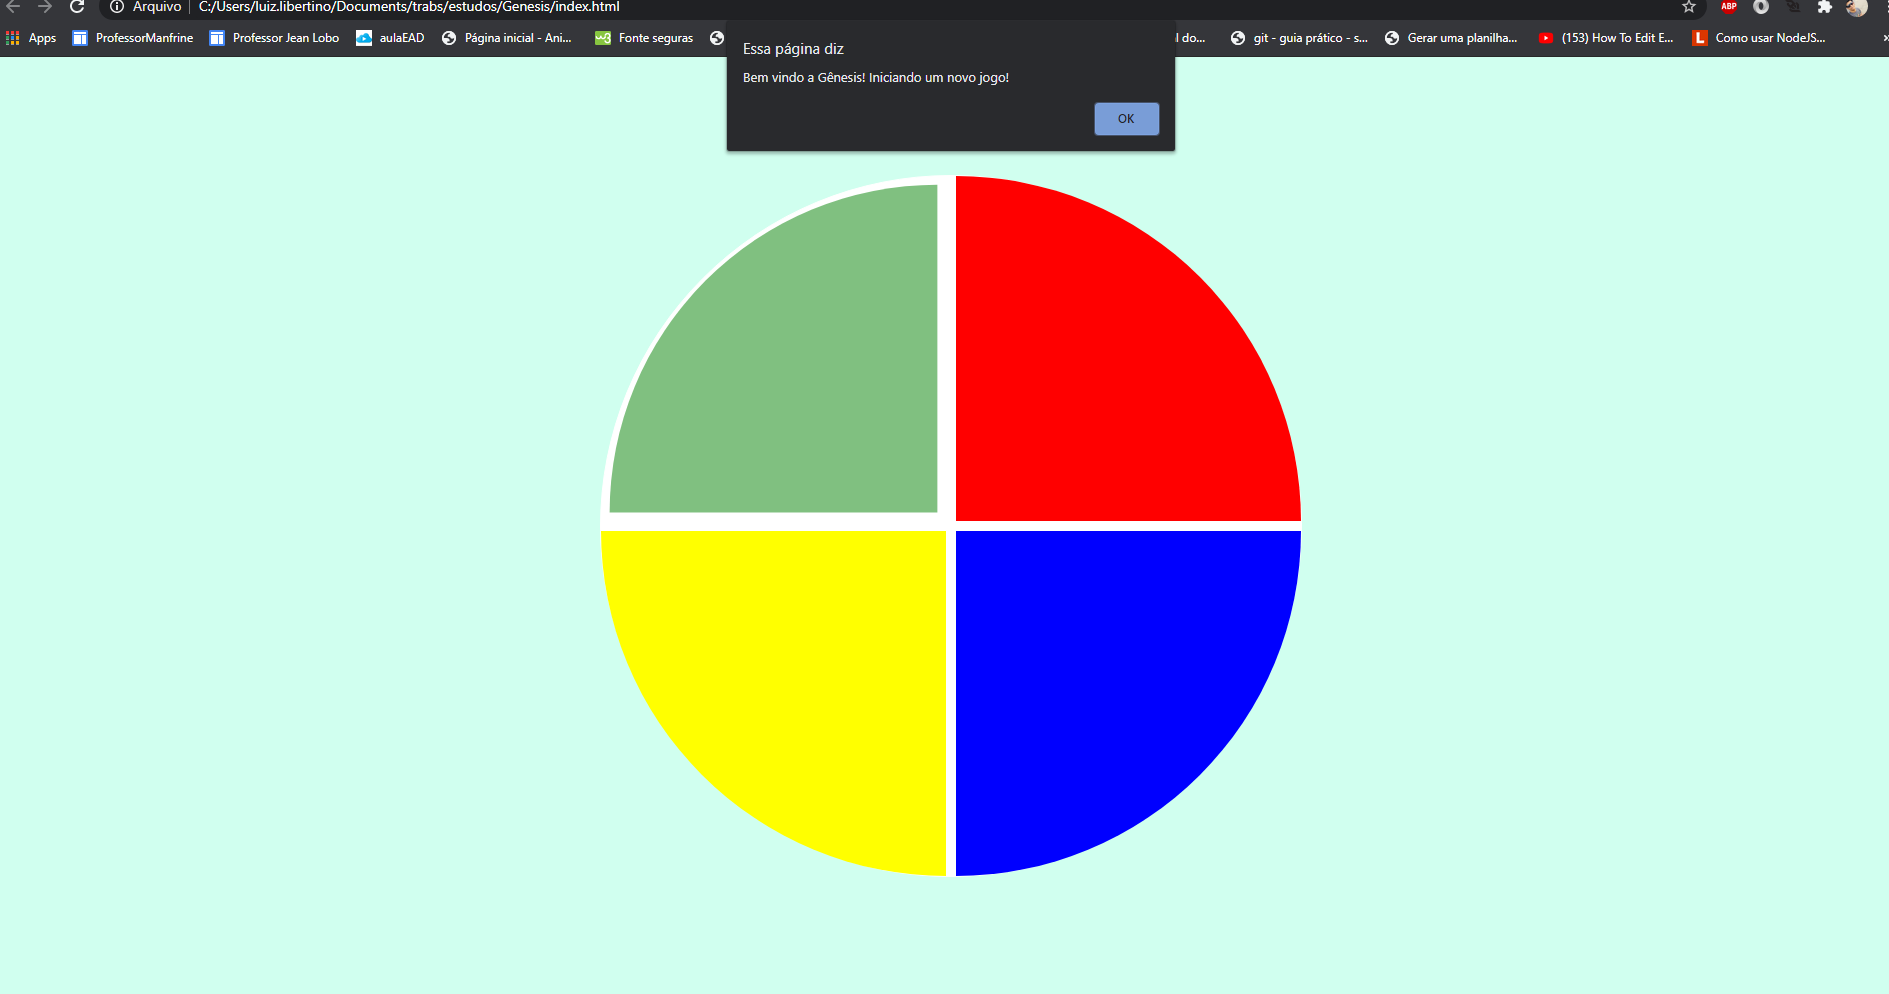 Arquivo | C:/Users/luiz.libertino/Documents/trabs/estudos/Genesis/index.html
ABP
Apps ProfessorManfrine Professor Jean Lobo aulaEAD Página inicial - Ani... Fonte seguras l do... git - guia prático - s... Gerar uma planilha... (153) How To Edit E... L Como usar NodeJS... »
Essa página diz
Bem vindo a Gênesis! Iniciando um novo jogo!
OK